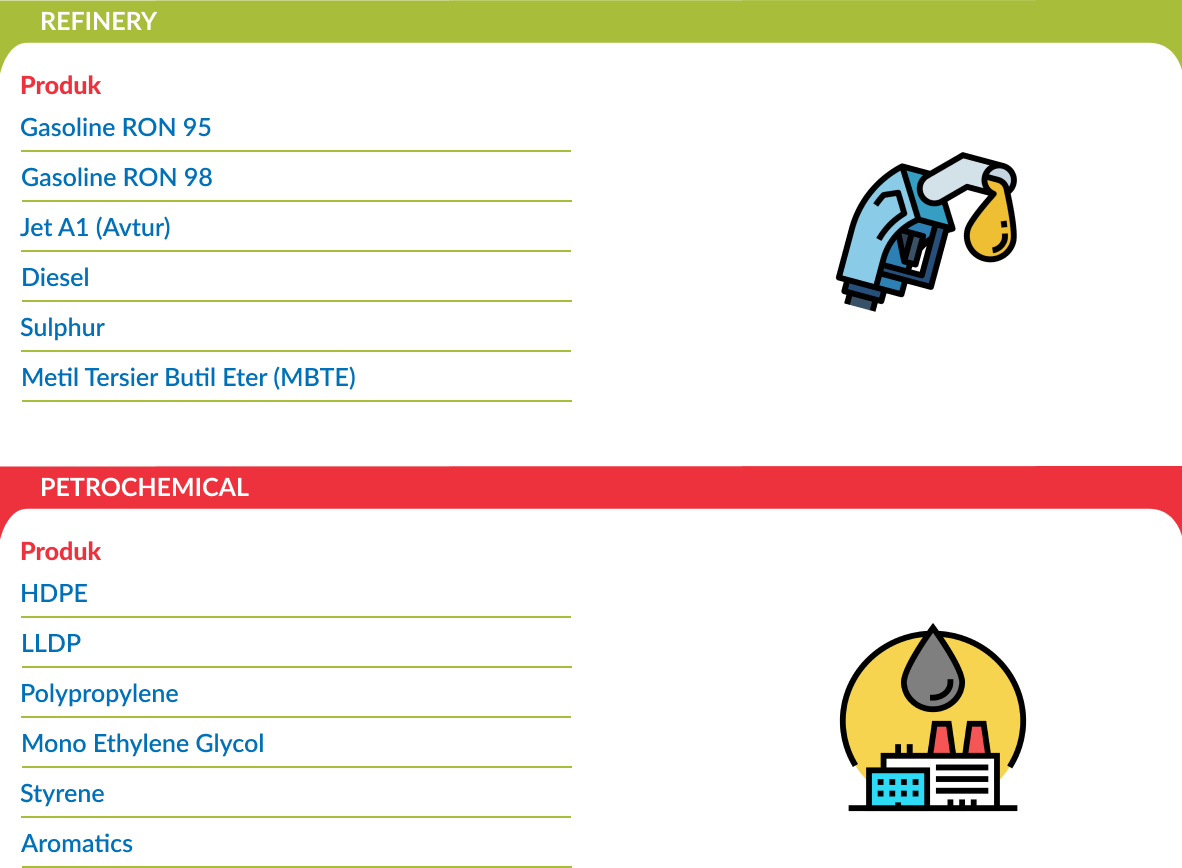 REFINERY
Produk
Gasoline RON 95
Gasoline RON 98
Jet A1 (Avtur)
Diesel
Sulphur
Metil Tersier Butil Eter (MBTE)
PETROCHEMICAL
Produk
HDPE
LLDP
Polypropylene
Mono Ethylene Glycol
Styrene
Aromatics